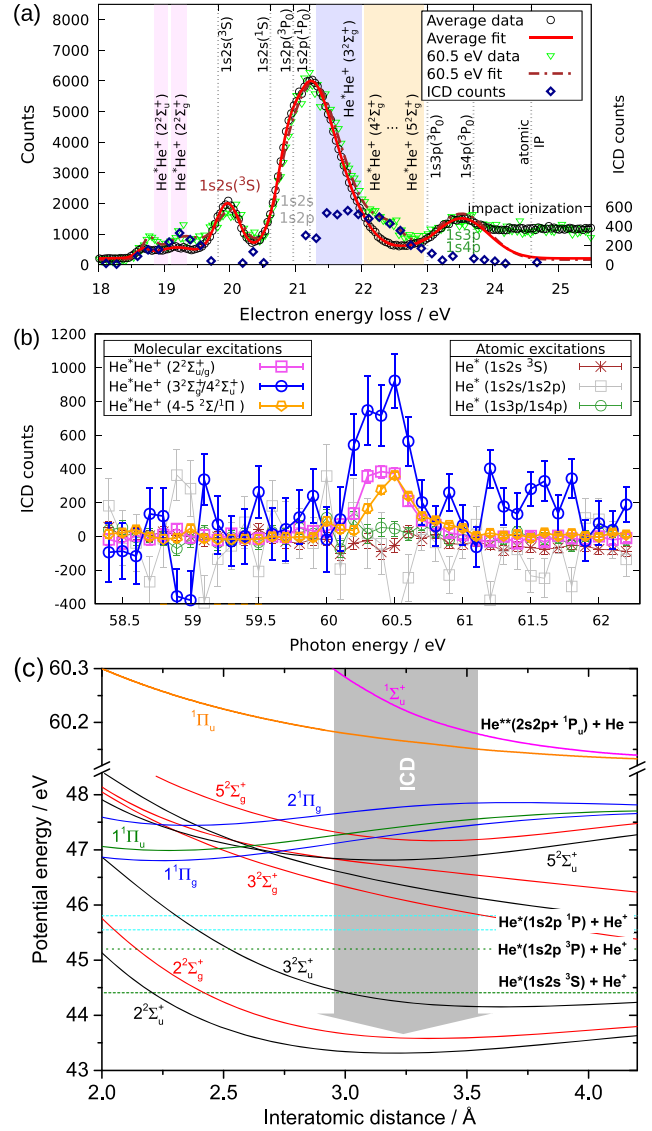 (a)
8000
7000
6000
5000
4000
3000
2000
1000
0
Counts
He*He⁺ (2²Σᵤ⁺)
He*He⁺ (2²Σg⁺)
1s2s(³S)
1s2s(¹S)
1s2p(³P₀)
1s2p(¹P₀)
He*He⁺ (3²Σg⁺)
He*He⁺ (4²Σg⁺)
...
He*He⁺ (5²Σg⁺)
1s3p(³P₀)
1s4p(³P₀)
atomic
IP
Average data
Average fit
60.5 eV data
60.5 eV fit
ICD counts
1s2s(³S)
1s2s
1s2p
1s3p
1s4p
impact ionization
600
400
200
0
ICD counts
18 19 20 21 22 23 24 25
Electron energy loss / eV
(b)
1200
1000
800
600
400
200
0
-200
-400
ICD counts
Molecular excitations
He*He⁺ (2²Σᵤ/g⁺)
He*He⁺ (3²Σg⁺/4²Σᵤ⁺)
He*He⁺ (4-5 ²Σ/¹Π)
Atomic excitations
He* (1s2s ³S)
He* (1s2s/1s2p)
He* (1s3p/1s4p)
58.5 59 59.5 60 60.5 61 61.5 62
Photon energy / eV
(c)
60.3
60.2
48
47
46
45
44
43
Potential energy / eV
¹Πᵤ
¹Σᵤ⁺
He**(2s2p+ ¹Pᵤ) + He
ICD
5²Σg⁺
2¹Πg
1¹Πᵤ
1¹Πg
3²Σg⁺
5²Σᵤ⁺
He*(1s2p ¹P) + He⁺
He*(1s2p ³P) + He⁺
He*(1s2s ³S) + He⁺
3²Σᵤ⁺
2²Σg⁺
2²Σᵤ⁺
2.0 2.5 3.0 3.5 4.0
Interatomic distance / Å